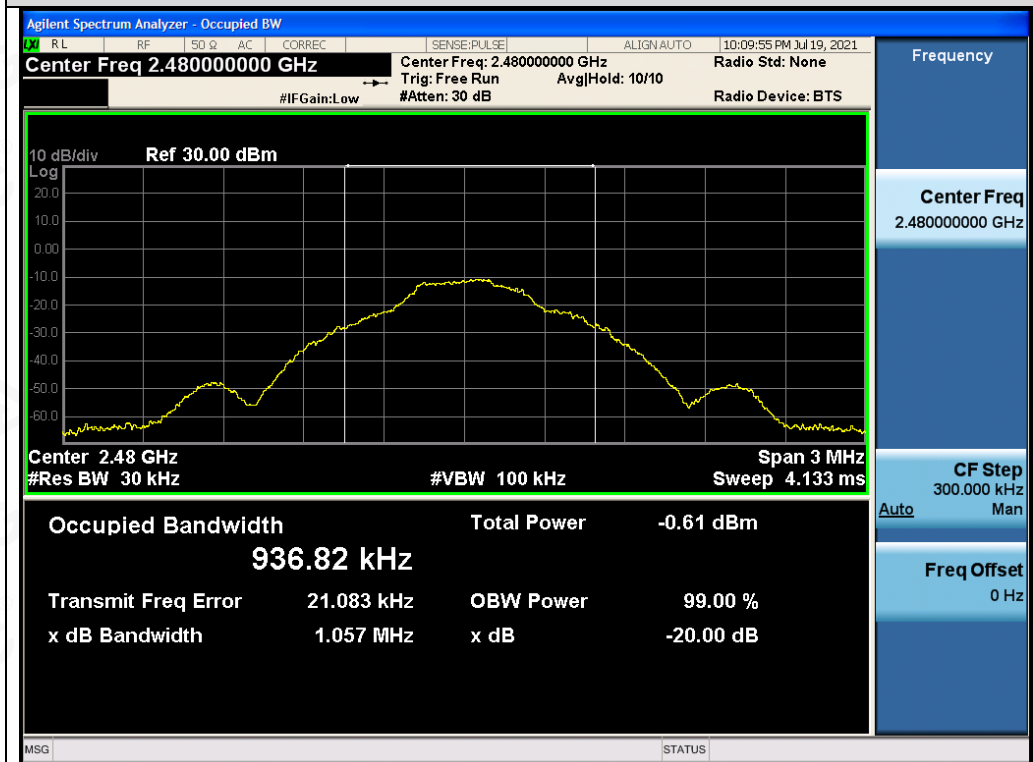 Agilent Spectrum Analyzer - Occupied BW
LXI RL RF 50 Ω AC CORREC SENSE:PULSE ALIGN AUTO 10:09:55 PM Jul 19, 2021
Center Freq 2.480000000 GHz
Center Freq: 2.480000000 GHz
Radio Std: None
Trig: Free Run Avg|Hold: 10/10
#IFGain:Low
#Atten: 30 dB
Radio Device: BTS
10 dB/div Ref 30.00 dBm
Log
20.0
10.0
0.00
-10.0
-20.0
-30.0
-40.0
-50.0
-60.0
Center 2.48 GHz Span 3 MHz
#Res BW 30 kHz #VBW 100 kHz Sweep 4.133 ms
Occupied Bandwidth Total Power -0.61 dBm
936.82 kHz
Transmit Freq Error 21.083 kHz OBW Power 99.00 %
x dB Bandwidth 1.057 MHz x dB -20.00 dB
Frequency
Center Freq
2.480000000 GHz
CF Step
300.000 kHz
Auto Man
Freq Offset
0 Hz
MSG STATUS